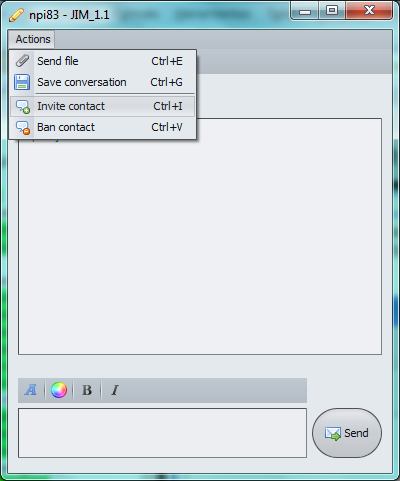 npi83 - JIM_1.1
Actions
Send file Ctrl+E
Save conversation Ctrl+G
Invite contact Ctrl+I
Ban contact Ctrl+V
A B I
Send